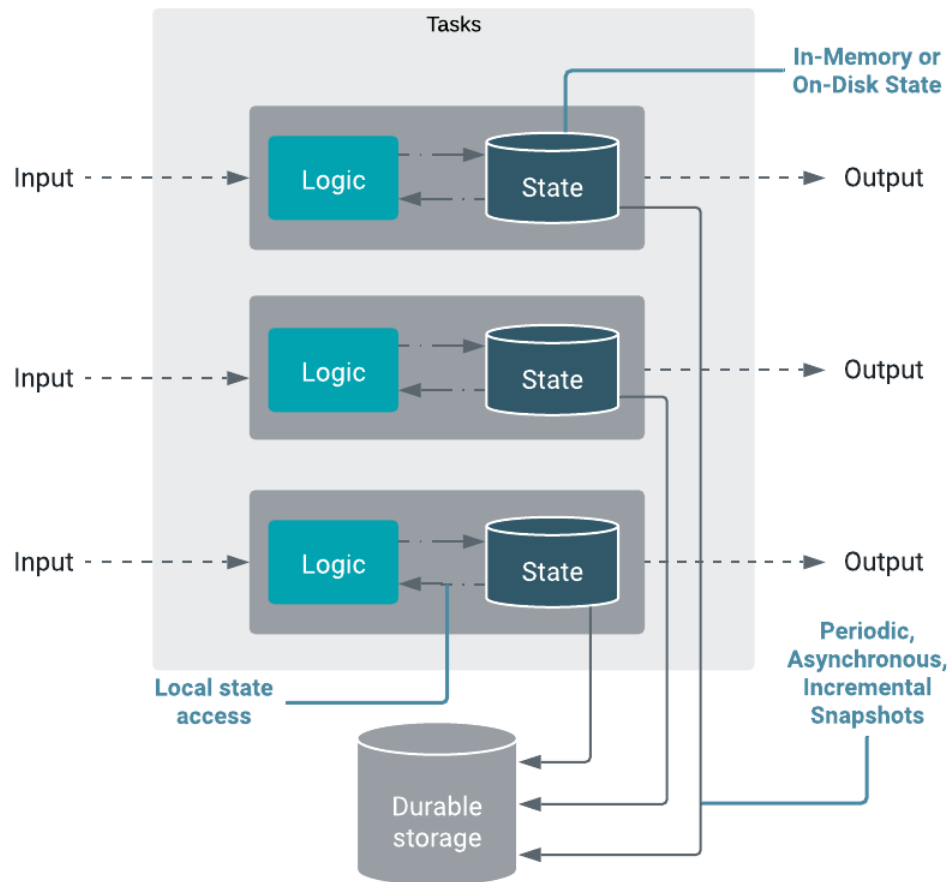 Tasks
In-Memory or
On-Disk State
Input
Logic
State
Output
Input
Logic
State
Output
Input
Logic
State
Output
Local state
access
Periodic,
Asynchronous,
Incremental
Snapshots
Durable
storage